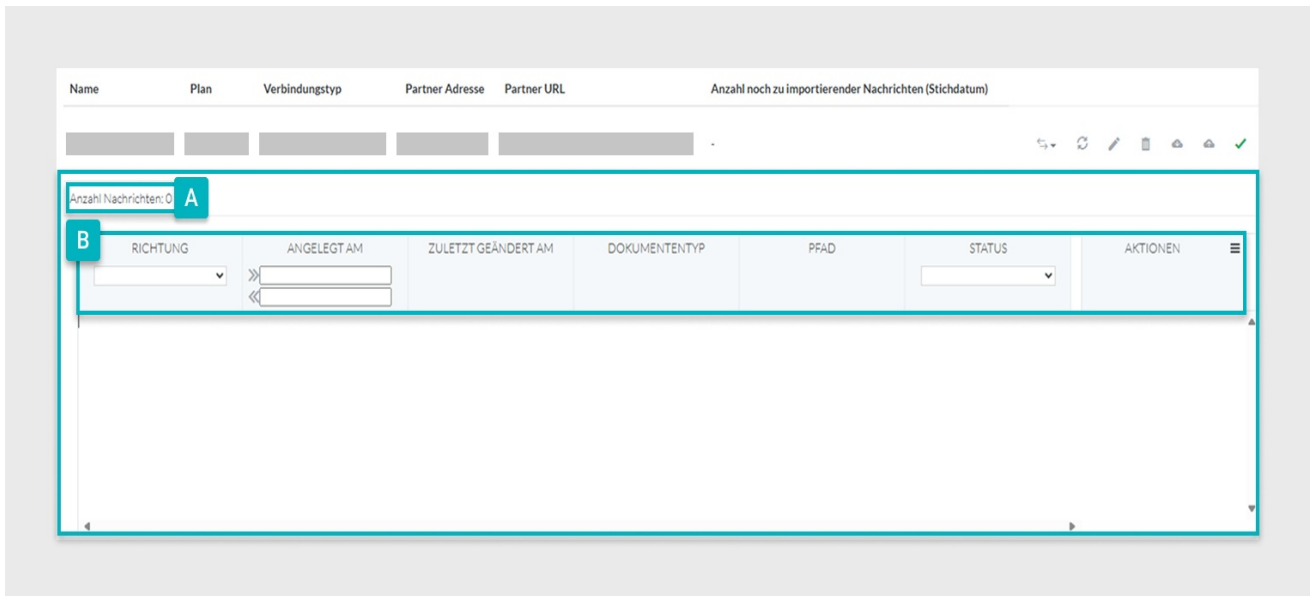 Name Plan Verbindungstyp Partner Adresse Partner URL Anzahl noch zu importierender Nachrichten (Stichdatum)
-
Anzahl Nachrichten: 0 A
B
RICHTUNG ANGELEGT AM ZULETZT GEÄNDERT AM DOKUMENTENTYP PFAD STATUS AKTIONEN